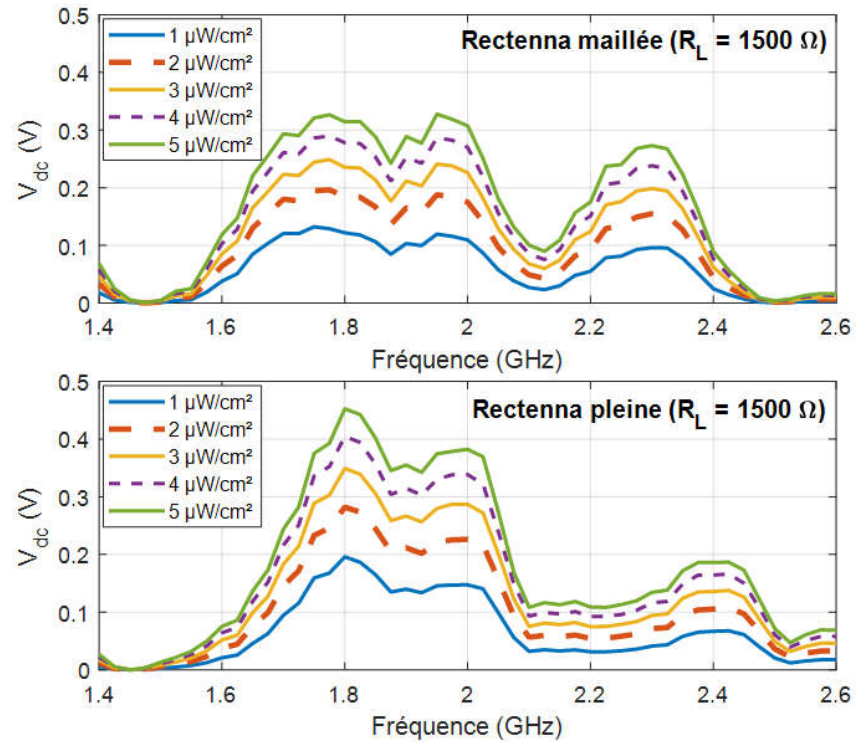 0.5
0.4
0.3
0.2
0.1
0
V_dc (V)
1 µW/cm²
2 µW/cm²
3 µW/cm²
4 µW/cm²
5 µW/cm²
Rectenna maillée (R_L = 1500 Ω)
1.4 1.6 1.8 2 2.2 2.4 2.6
Fréquence (GHz)
0.5
0.4
0.3
0.2
0.1
0
V_dc (V)
1 µW/cm²
2 µW/cm²
3 µW/cm²
4 µW/cm²
5 µW/cm²
Rectenna pleine (R_L = 1500 Ω)
1.4 1.6 1.8 2 2.2 2.4 2.6
Fréquence (GHz)